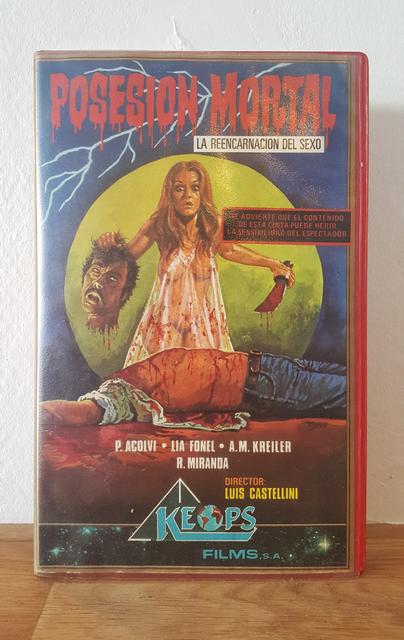 POSESION MORTAL
LA REENCARNACION DEL SEXO
SE ADVIERTE QUE EL CONTENIDO
DE ESTA CINTA PUEDE HERIR
LA SENSIBILIDAD DEL ESPECTADOR
P. ACOLVI • LIA FONEL • A.M. KREILER
R. MIRANDA
DIRECTOR:
LUIS CASTELLINI
KEOPS
FILMS, S.A.